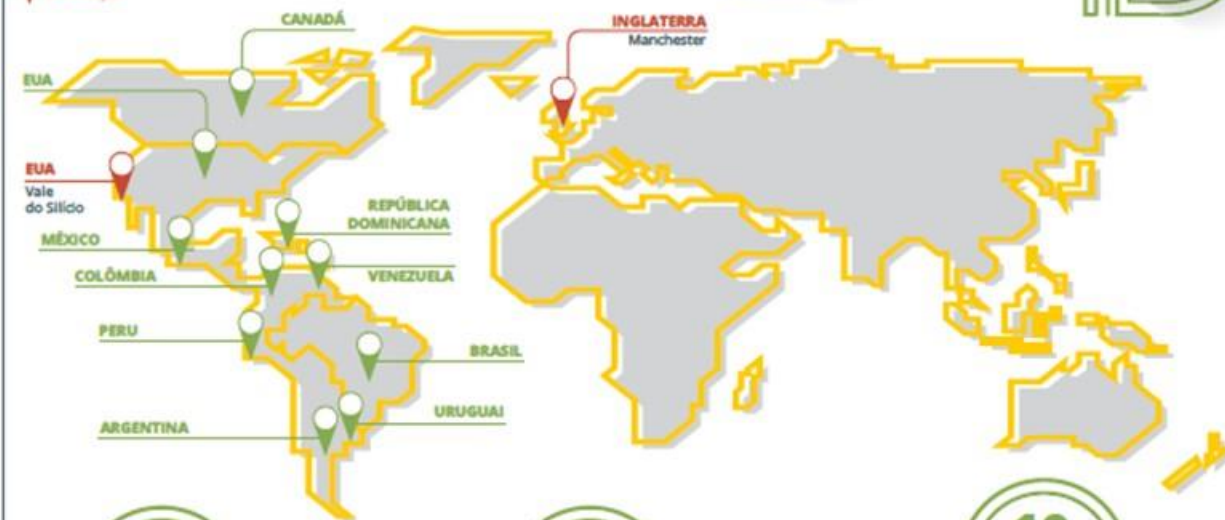 CANADÁ
INGLATERRA
Manchester
EUA
EUA
Vale
do Silício
REPÚBLICA
DOMINICANA
MÉXICO
COLÔMBIA
VENEZUELA
PERU
BRASIL
URUGUAI
ARGENTINA